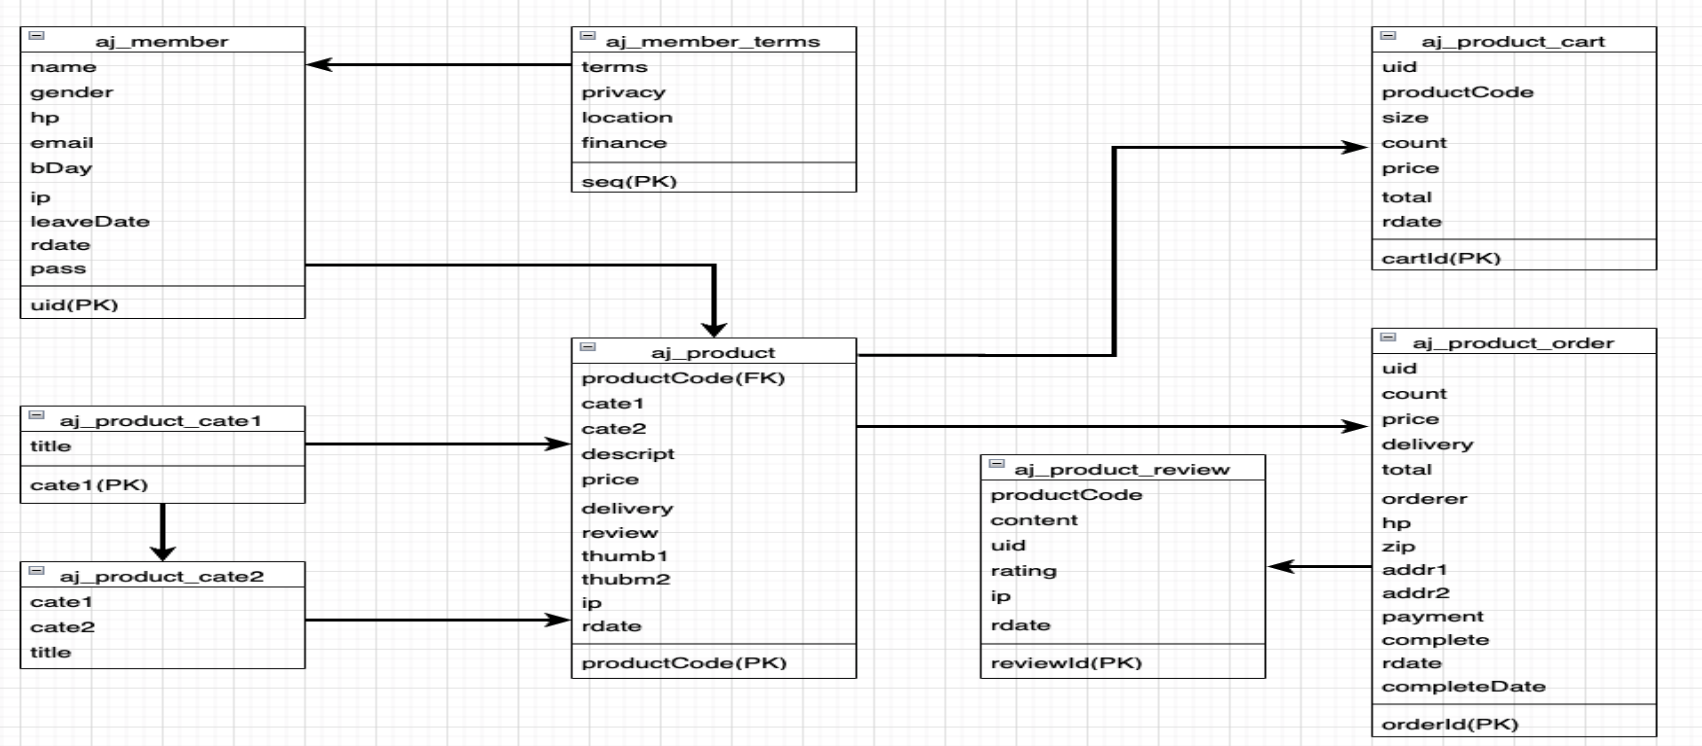 aj_member
name
gender
hp
email
bDay
ip
leaveDate
rdate
pass
uid(PK)
aj_member_terms
terms
privacy
location
finance
seq(PK)
aj_product_cart
uid
productCode
size
count
price
total
rdate
cartId(PK)
aj_product_cate1
title
cate1(PK)
aj_product_cate2
cate1
cate2
title
aj_product
productCode(FK)
cate1
cate2
descript
price
delivery
review
thumb1
thubm2
ip
rdate
productCode(PK)
aj_product_review
productCode
content
uid
rating
ip
rdate
reviewId(PK)
aj_product_order
uid
count
price
delivery
total
orderer
hp
zip
addr1
addr2
payment
complete
rdate
completeDate
orderId(PK)